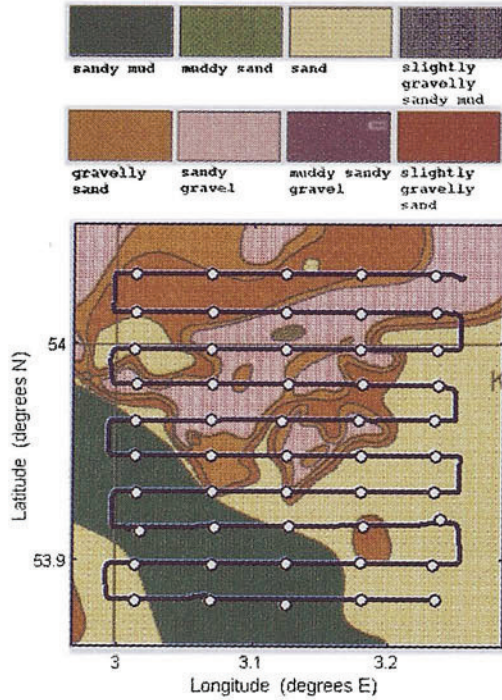 sandy mud muddy sand sand slightly gravelly sandy mud
gravelly sand sandy gravel muddy sandy gravel slightly gravelly sand
54
K
Latitude (degrees N)
53.9
3 3.1 3.2
Longitude (degrees E)